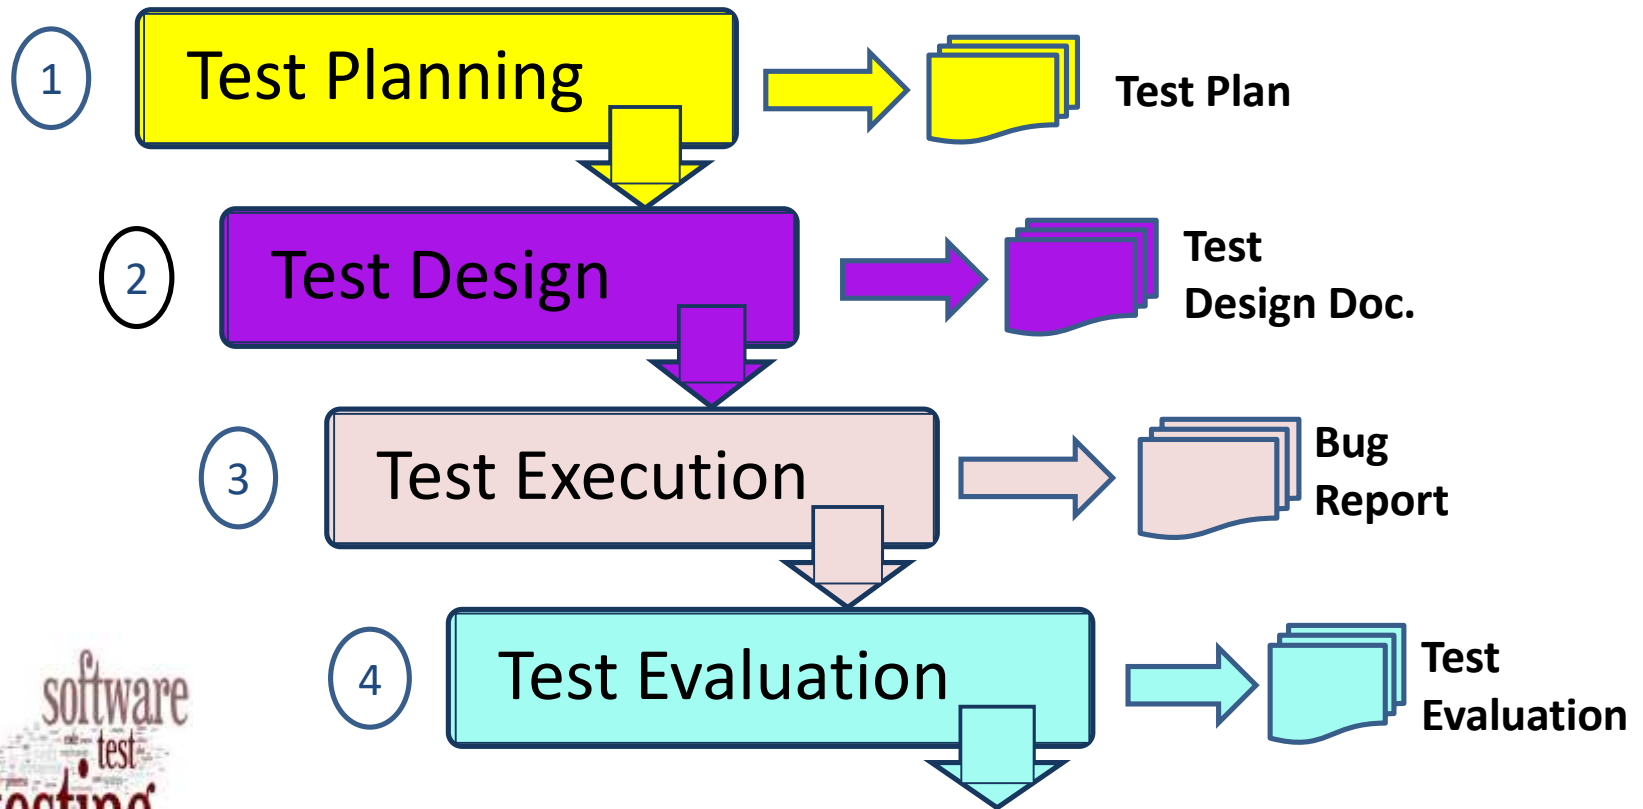 1
Test Planning
Test Plan
2
Test Design
Test
Design Doc.
3
Test Execution
Bug
Report
4
Test Evaluation
Test
Evaluation
software
test
testing